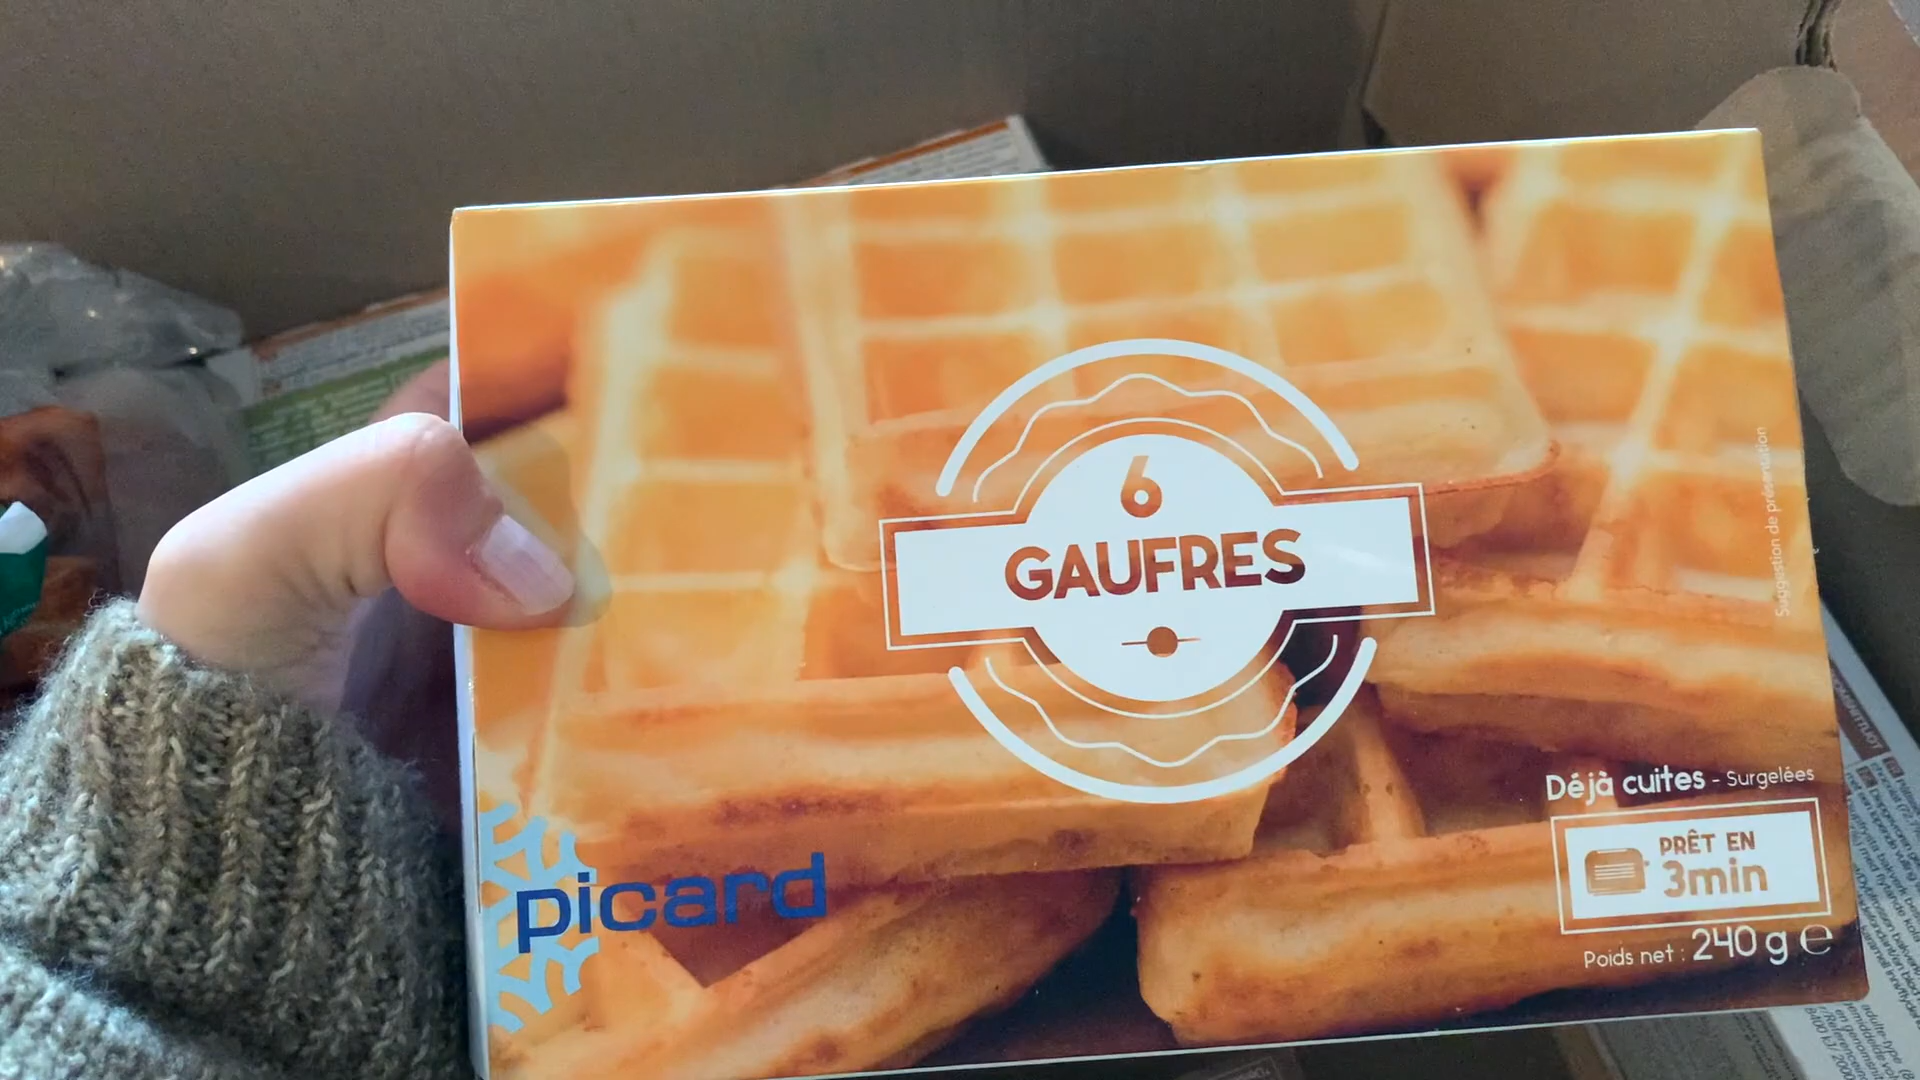 6
GAUFRES
Suggestion de présentation
Déjà cuites - Surgelées
PRÊT EN
3min
Poids net : 240 g e
picard